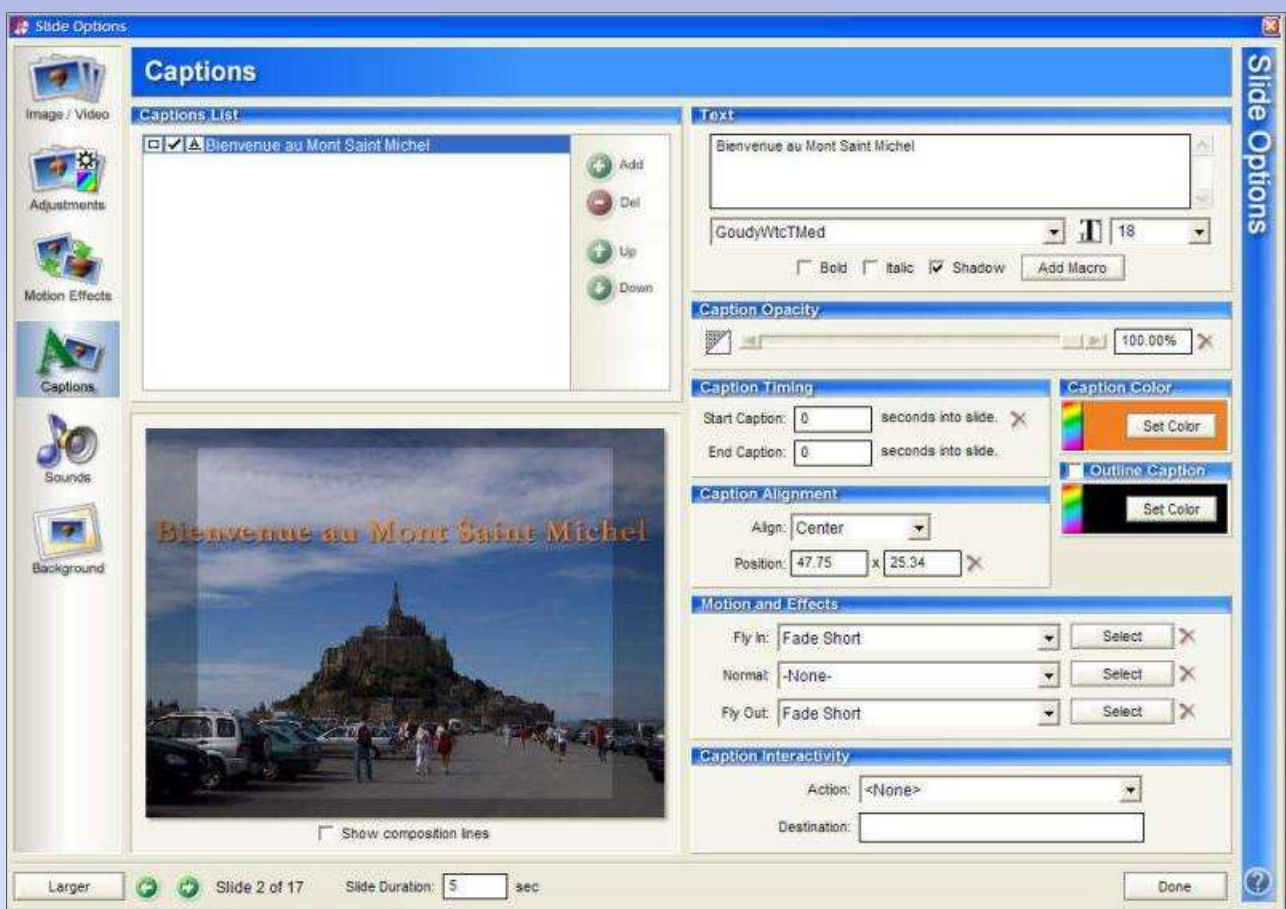 Slide Options
Captions
Slide Options
Image / Video
Adjustments
Motion Effects
Captions
Sounds
Background
Captions List
Bienvenue au Mont Saint Michel
Add
Del
Up
Down
Bienvenue au Mont Saint Michel
Show composition lines
Text
Bienvenue au Mont Saint Michel
GoudyWtcTMed
T 18
Bold Italic Shadow Add Macro
Caption Opacity
100.00%
Caption Timing
Start Caption: 0 seconds into slide.
End Caption: 0 seconds into slide.
Caption Color
Set Color
Outline Caption
Set Color
Caption Alignment
Align: Center
Position: 47.75 x 25.34
Motion and Effects
Fly In: Fade Short Select
Normal: -None- Select
Fly Out: Fade Short Select
Caption Interactivity
Action: <None>
Destination:
Larger Slide 2 of 17 Slide Duration: 5 sec Done